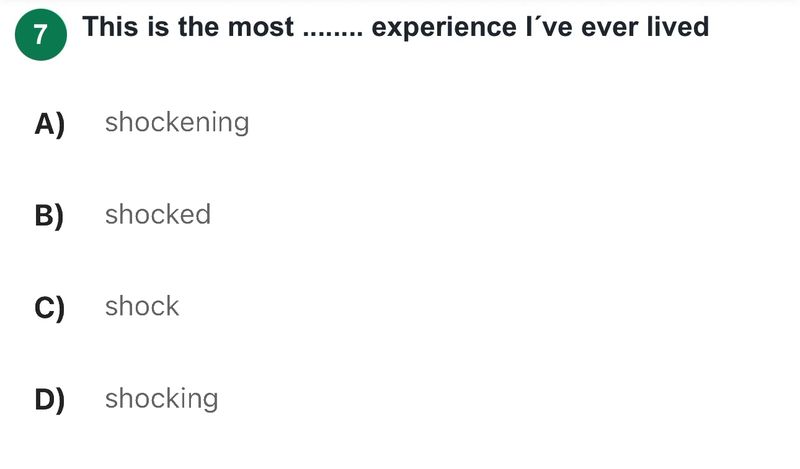 7 This is the most ........ experience I´ve ever lived
A) shockening
B) shocked
C) shock
D) shocking